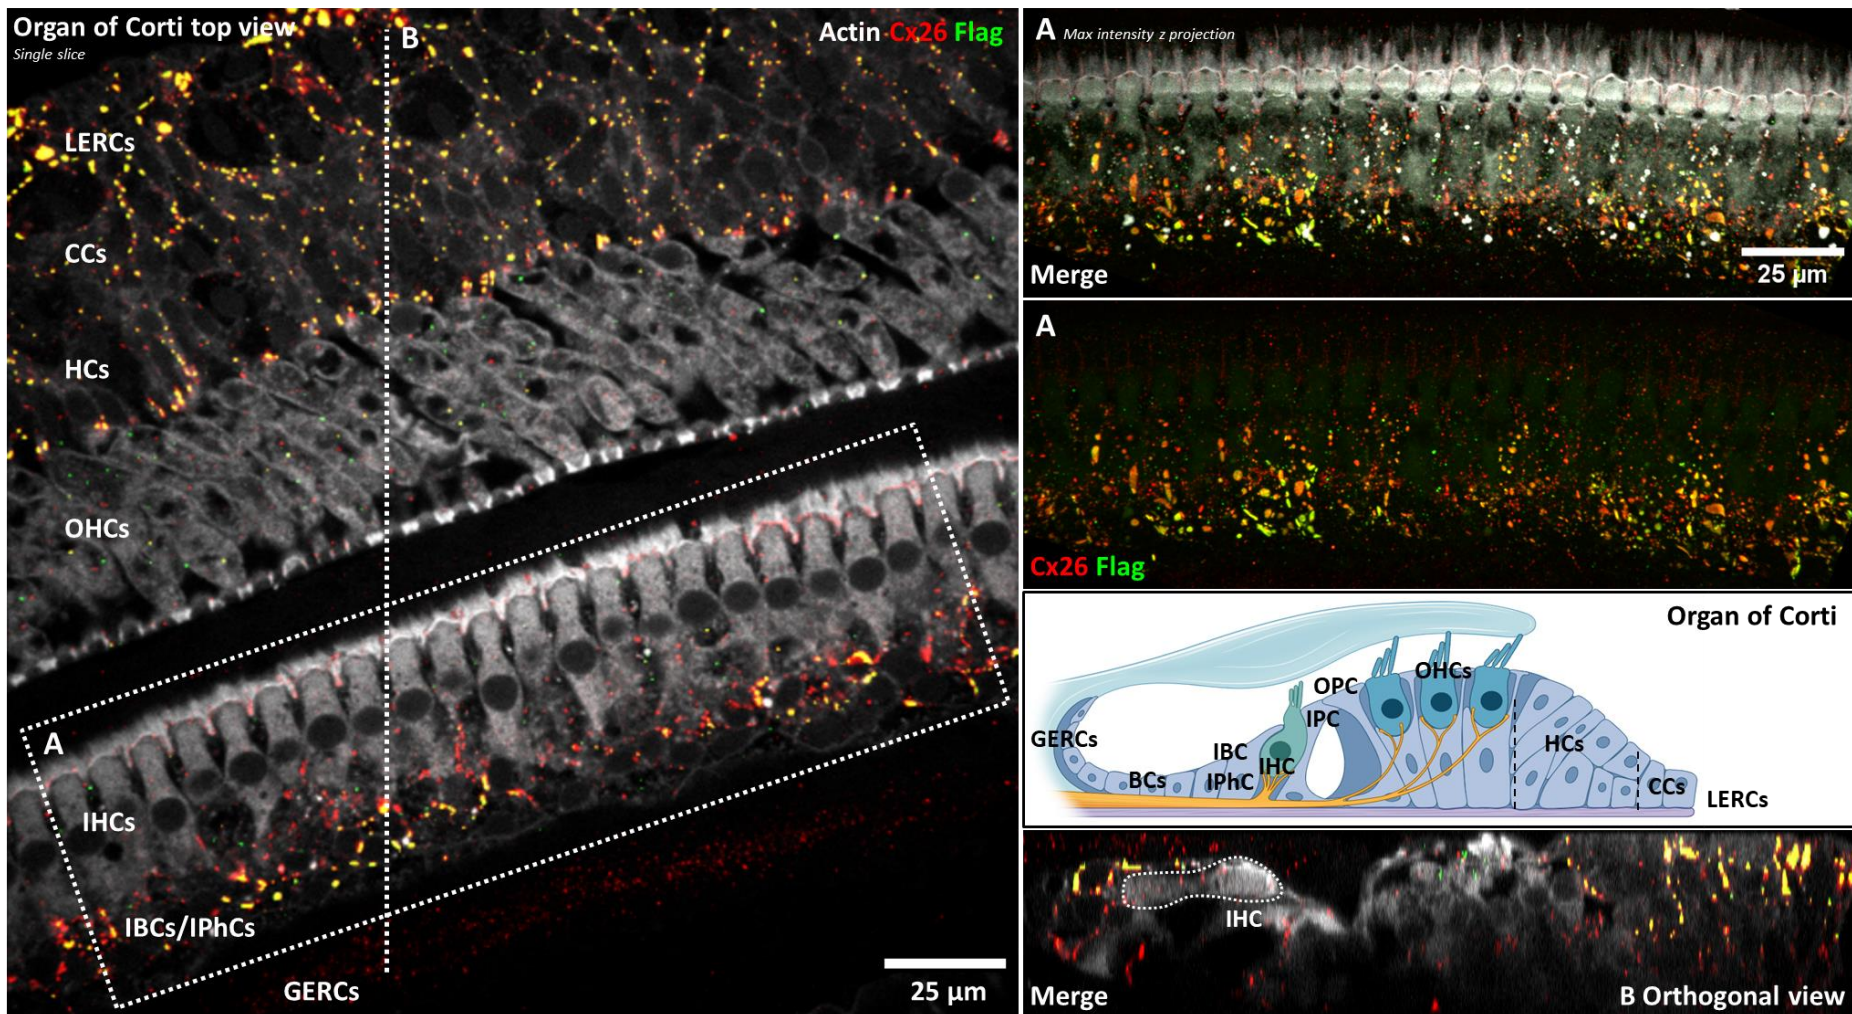 Organ of Corti top view
Single slice
B
Actin Cx26 Flag
LERCs
CCs
HCs
OHCs
A
IHCs
IBCs/IPhCs
GERCs
25 µm
A Max intensity z projection
Merge
25 µm
A
Cx26 Flag
Organ of Corti
OHCs
OPC
IPC
GERCs
IBC
HCs
IHC
BCs
IPhC
CCs
LERCs
IHC
Merge
B Orthogonal view